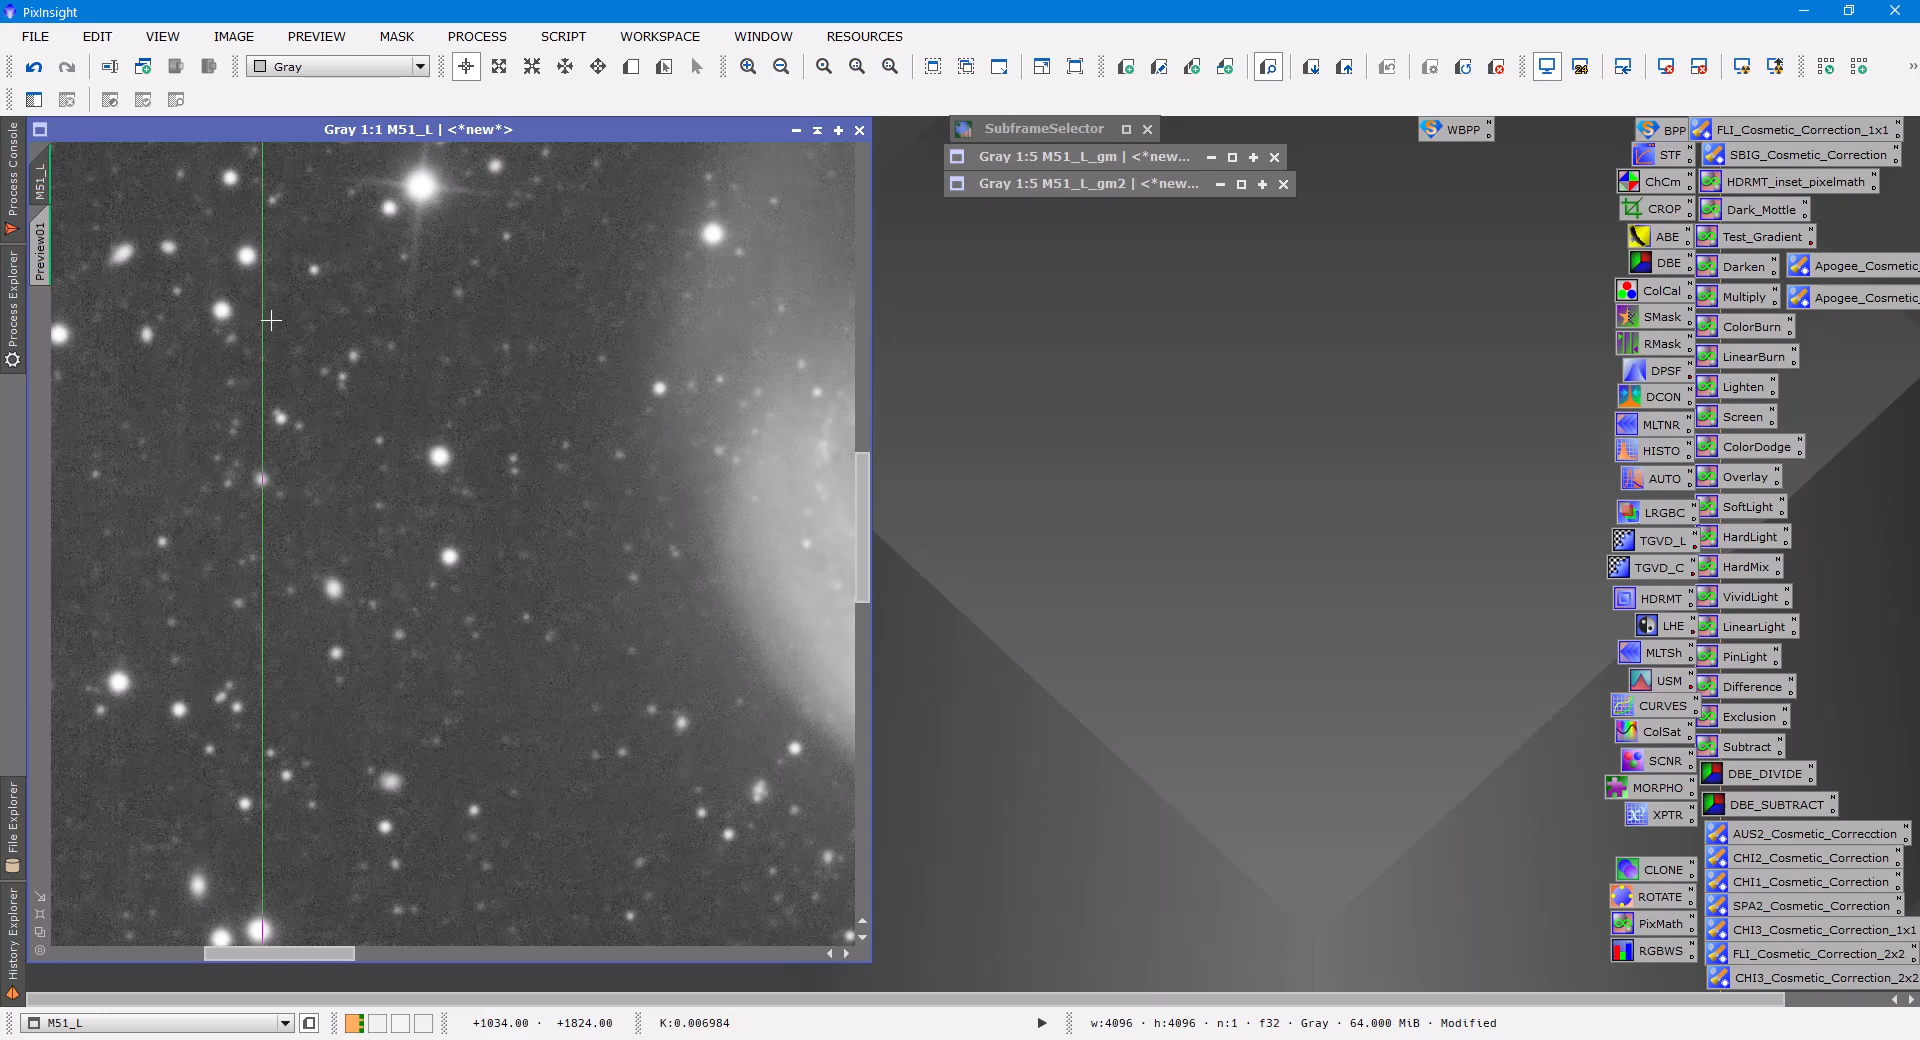 PixInsight
FILE EDIT VIEW IMAGE PREVIEW MASK PROCESS SCRIPT WORKSPACE WINDOW RESOURCES
Gray
24
Gray 1:1 M51_L | <*new*>
M51_L
Preview01
Process Console
Process Explorer
File Explorer
History Explorer
SubframeSelector
Gray 1:5 M51_L_gm | <*new...
Gray 1:5 M51_L_gm2 | <*new...
WBPP
BPP
STF
ChCm
CROP
ABE
DBE
ColCal
SMask
RMask
DPSF
DCON
MLTNR
HISTO
AUTO
LRGBC
TGVD_L
TGVD_C
HDRMT
LHE
MLTSh
USM
CURVES
ColSat
SCNR
MORPHO
XPTR
CLONE
ROTATE
PixMath
RGBWS
FLI_Cosmetic_Correction_1x1
SBIG_Cosmetic_Correction
HDRMT_inset_pixelmath
Dark_Mottle
Test_Gradient
Darken
Apogee_Cosmetic_
Multiply
Apogee_Cosmetic_
ColorBurn
LinearBurn
Lighten
Screen
ColorDodge
Overlay
SoftLight
HardLight
HardMix
VividLight
LinearLight
PinLight
Difference
Exclusion
Subtract
DBE_DIVIDE
DBE_SUBTRACT
AUS2_Cosmetic_Correcction
CHI2_Cosmetic_Correction
CHI1_Cosmetic_Correction
SPA2_Cosmetic_Correction
CHI3_Cosmetic_Correction_1x1
FLI_Cosmetic_Correction_2x2
CHI3_Cosmetic_Correction_2x2
M51_L
+1034.00 · +1824.00
K:0.006984
w:4096 · h:4096 · n:1 · f32 · Gray · 64.000 MiB · Modified